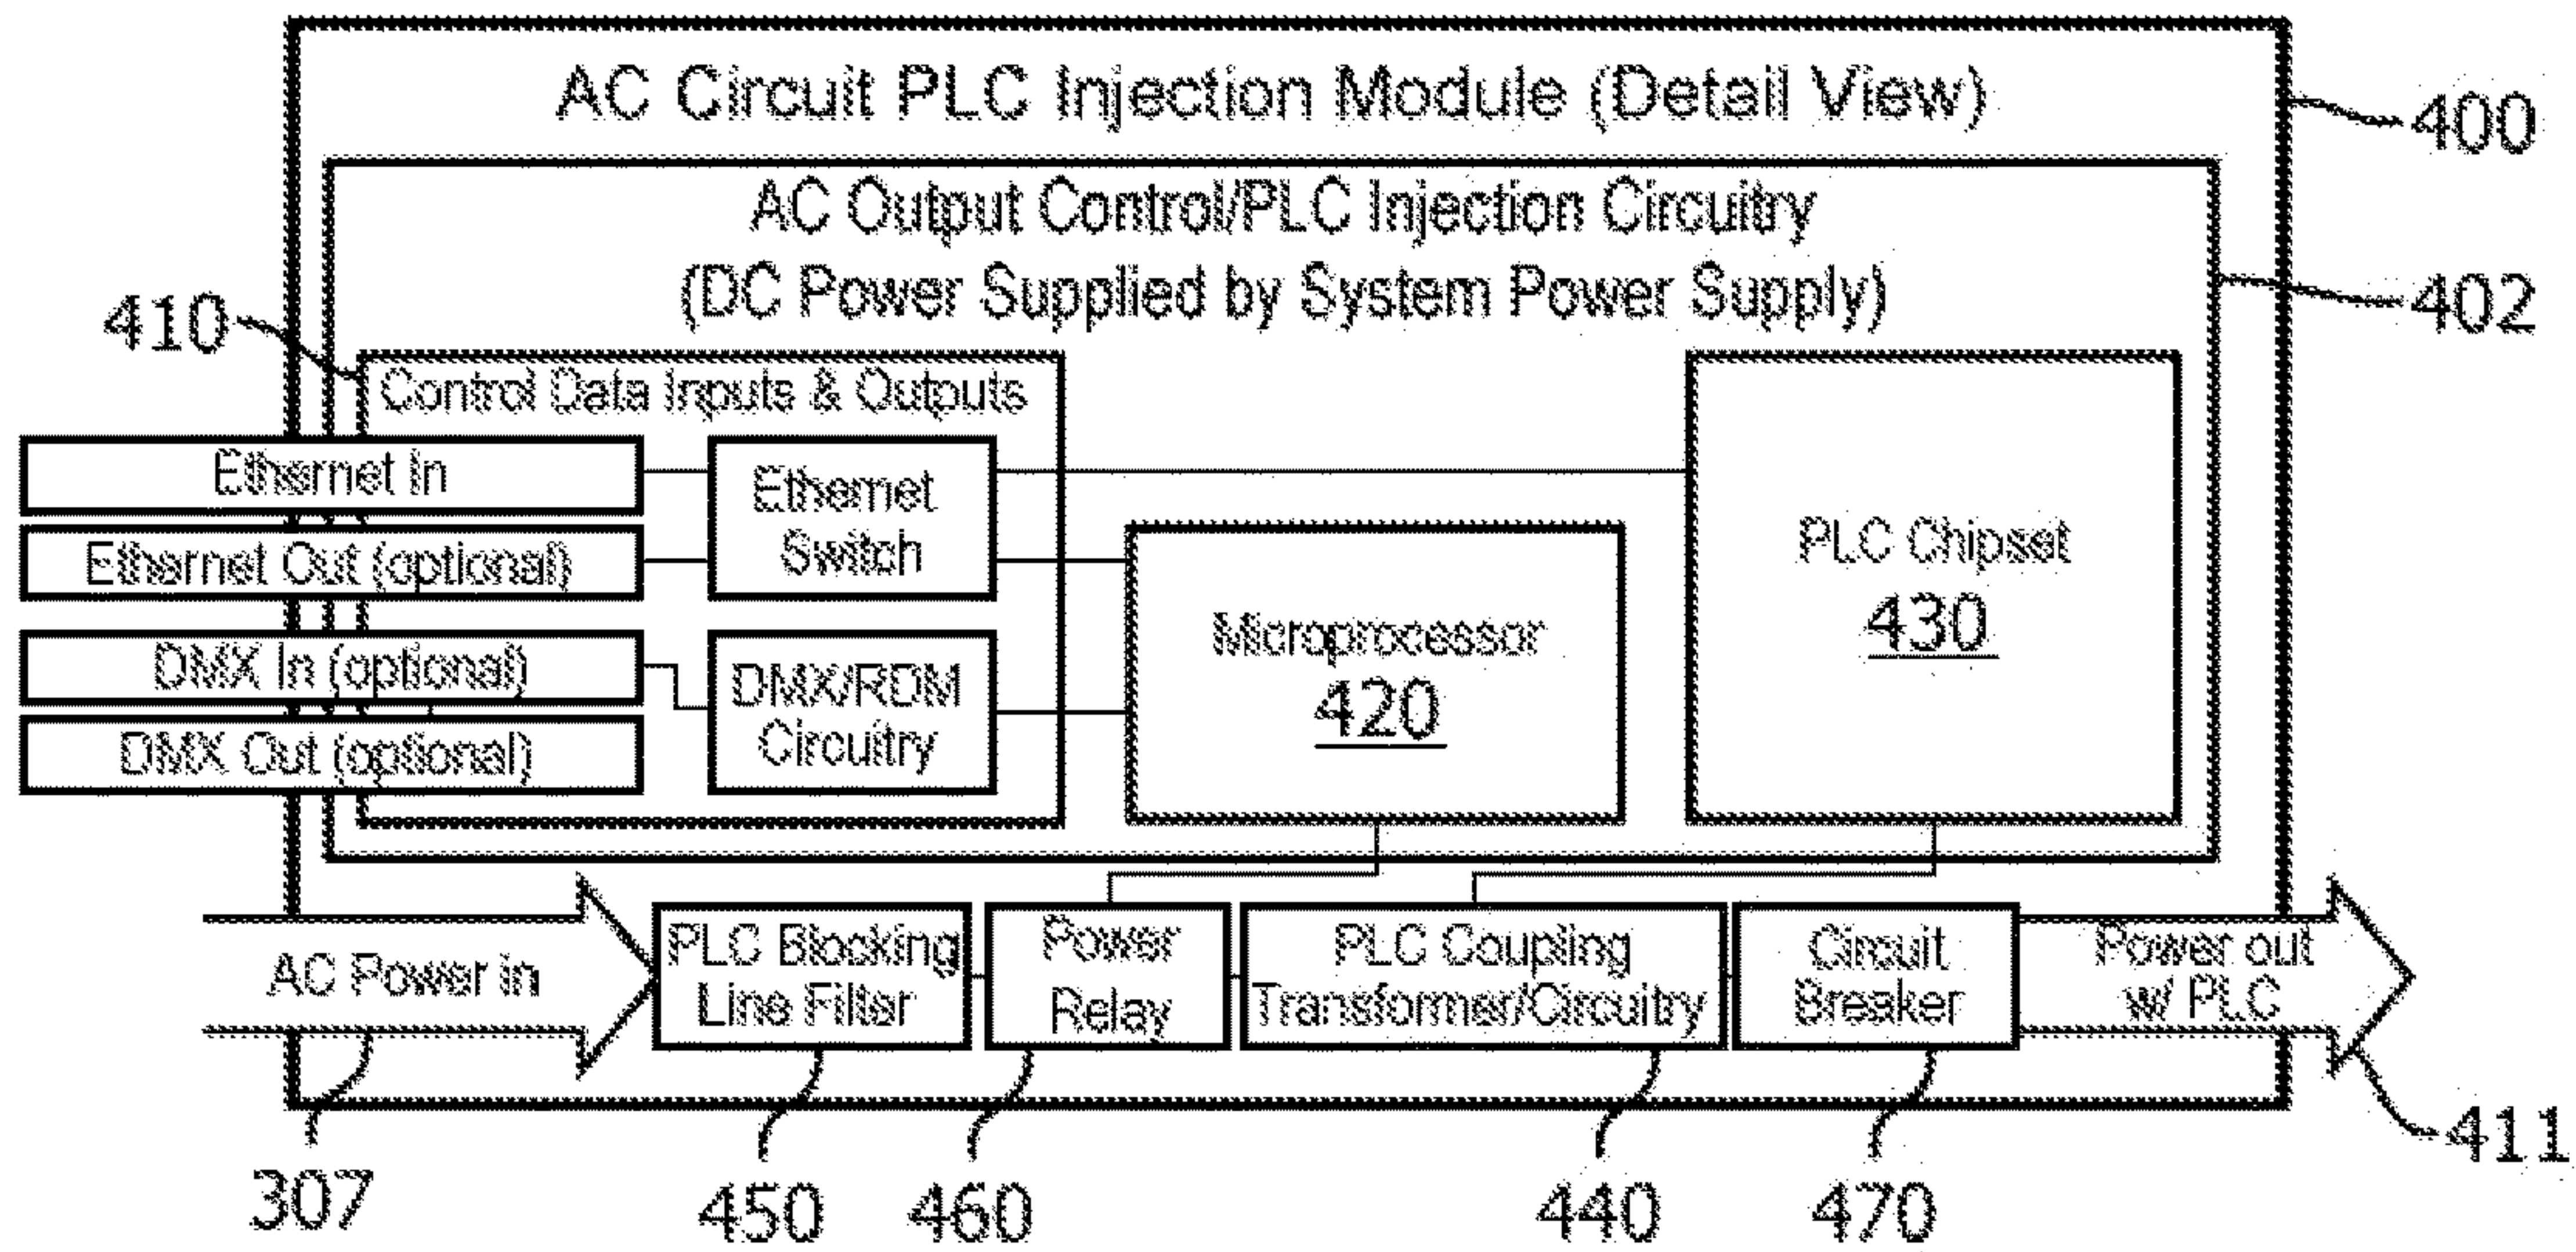 AC Circuit PLC Injection Module (Detail View)
400
AC Output Control/PLC Injection Circuitry
(DC Power Supplied by System Power Supply)
402
410
Control Data Inputs & Outputs
Ethernet In
Ethernet Out (optional)
Ethernet
Switch
DMX In (optional)
DMX Out (optional)
DMX/RDM
Circuitry
Microprocessor
420
PLC Chipset
430
AC Power in
PLC Blocking
Line Filter
Power
Relay
PLC Coupling
Transformer/Circuitry
Circuit
Breaker
Power out
w/ PLC
307
450
460
440
470
411